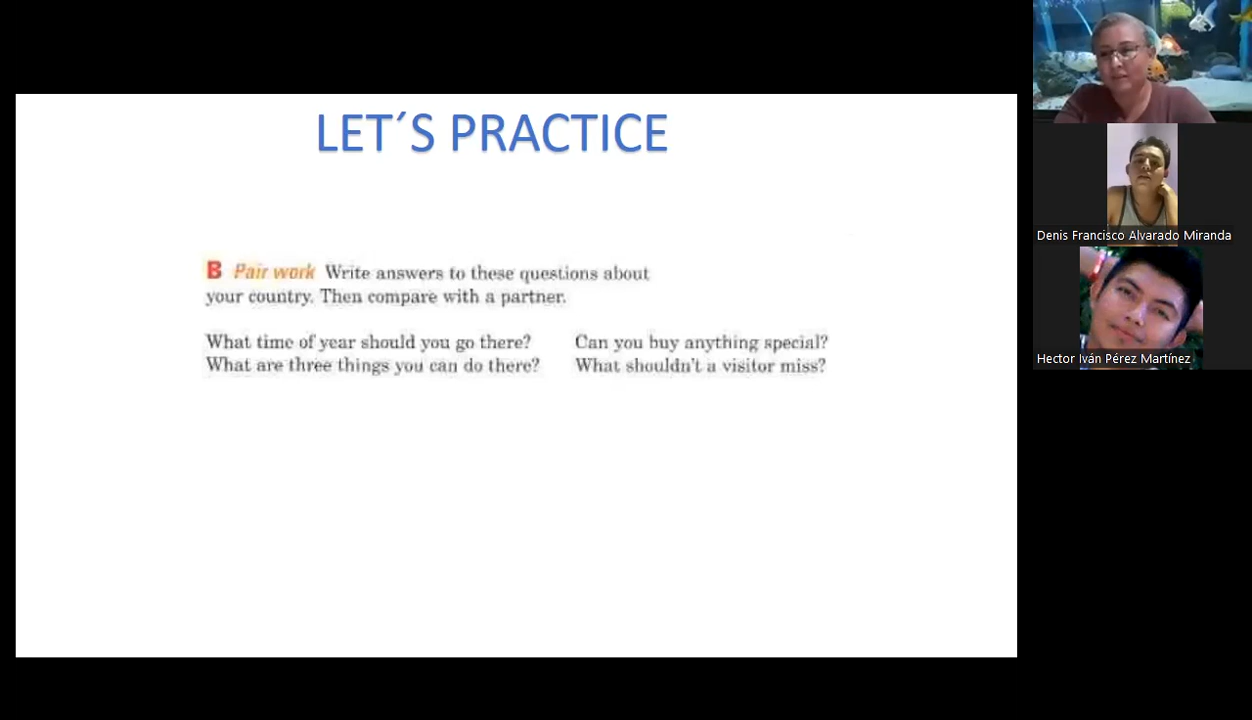 LET´S PRACTICE
B Pair work Write answers to these questions about
your country. Then compare with a partner.
What time of year should you go there?
What are three things you can do there?
Can you buy anything special?
What shouldn't a visitor miss?
Denis Francisco Alvarado Miranda
Hector Iván Pérez Martínez